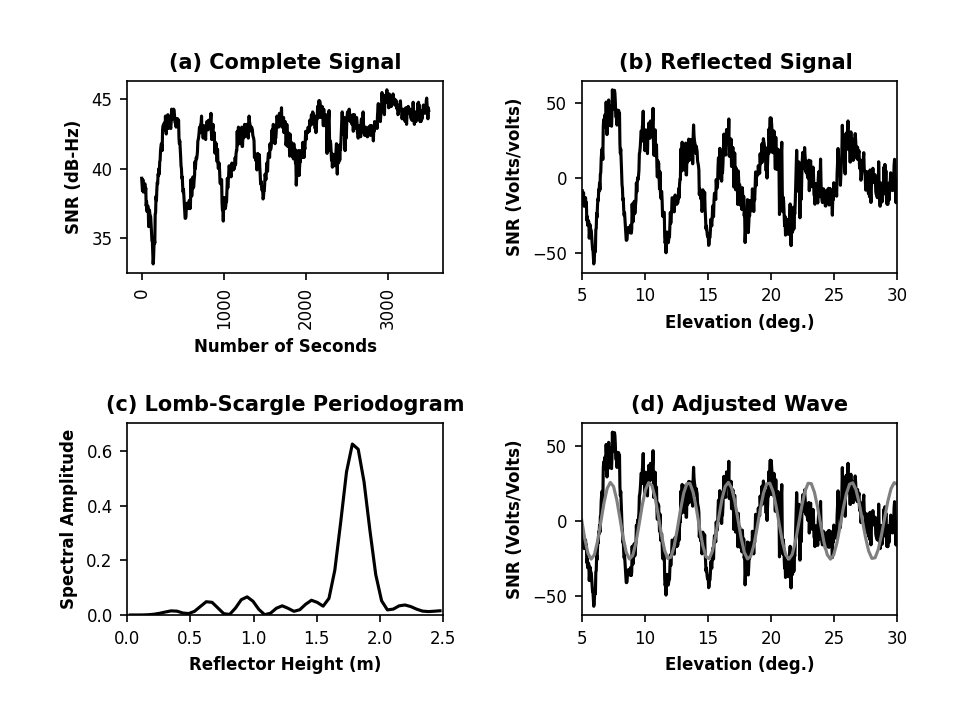 (a) Complete Signal
SNR (dB-Hz)
45
40
35
0
1000
2000
3000
Number of Seconds
(b) Reflected Signal
SNR (Volts/volts)
50
0
−50
5 10 15 20 25 30
Elevation (deg.)
(c) Lomb-Scargle Periodogram
Spectral Amplitude
0.6
0.4
0.2
0.0
0.0 0.5 1.0 1.5 2.0 2.5
Reflector Height (m)
(d) Adjusted Wave
SNR (Volts/Volts)
50
0
−50
5 10 15 20 25 30
Elevation (deg.)